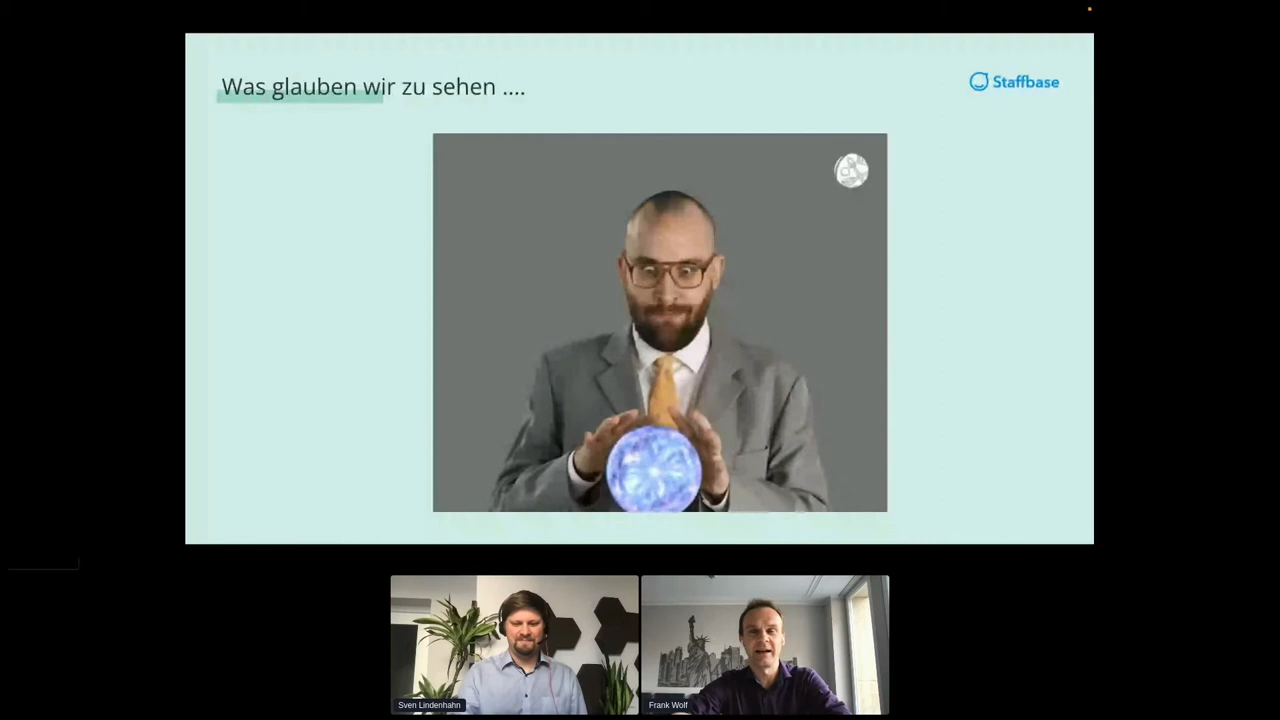 Was glauben wir zu sehen ....
Staffbase
Sven Lindenhahn
Frank Wolf